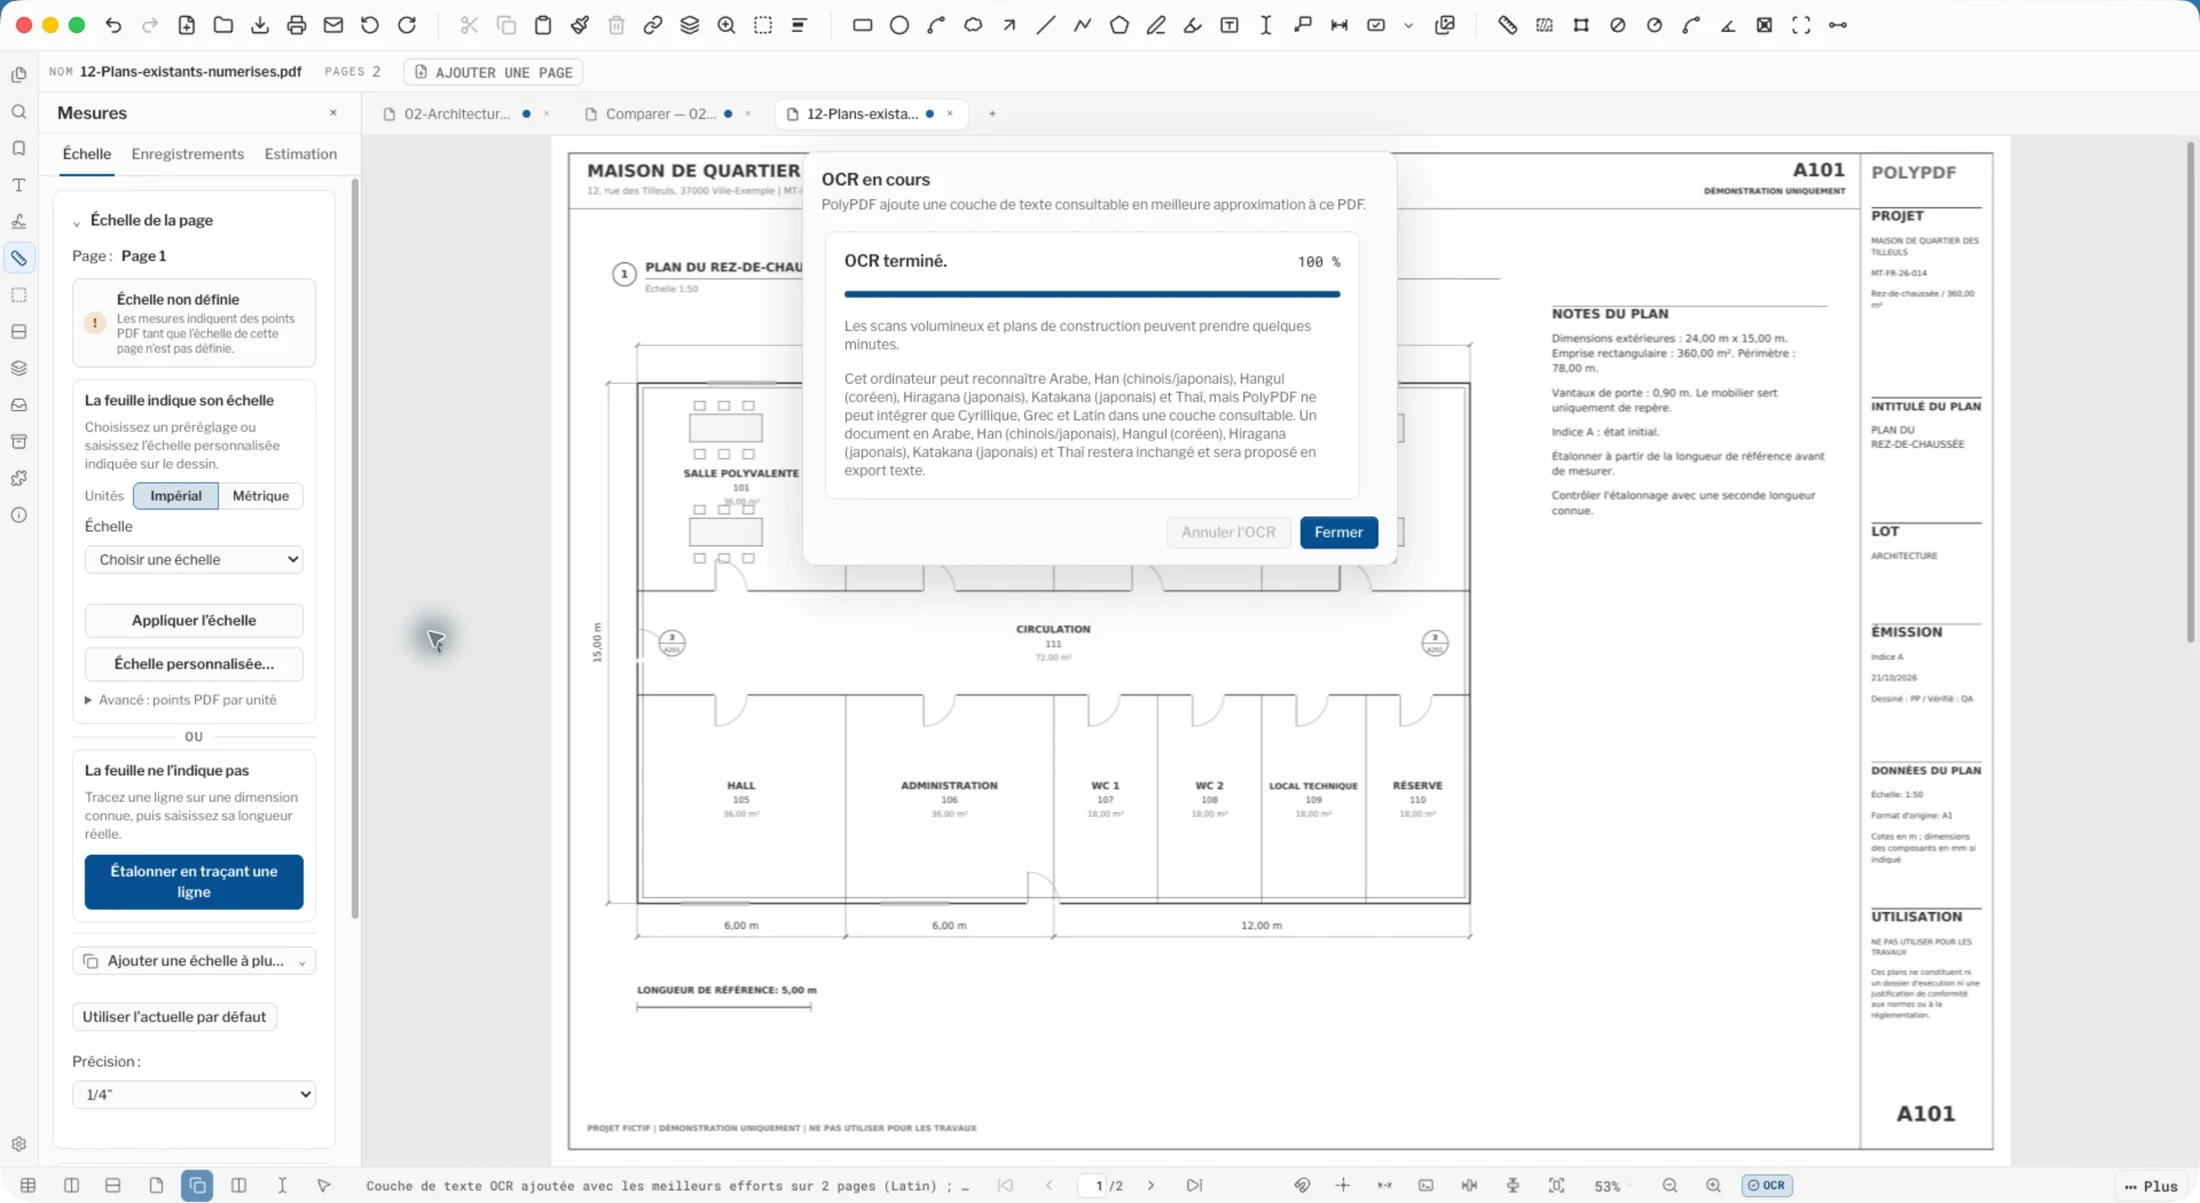 NOM 12-Plans-existants-numerises.pdf PAGES 2 AJOUTER UNE PAGE
Mesures
02-Architectur...
Comparer — 02...
12-Plans-exista...
Échelle Enregistrements Estimation
Échelle de la page
Page : Page 1
Échelle non définie
Les mesures indiquent des points
PDF tant que l'échelle de cette
page n'est pas définie.
La feuille indique son échelle
Choisissez un préréglage ou
saisissez l'échelle personnalisée
indiquée sur le dessin.
Unités Impérial Métrique
Échelle
Choisir une échelle
Appliquer l'échelle
Échelle personnalisée...
Avancé : points PDF par unité
OU
La feuille ne l'indique pas
Tracez une ligne sur une dimension
connue, puis saisissez sa longueur
réelle.
Étalonner en traçant une
ligne
Ajouter une échelle à plu...
Utiliser l'actuelle par défaut
Précision :
1/4"
MAISON DE QUARTIER
12, rue des Tilleuls, 37000 Ville-Exemple | MT-
A101
DÉMONSTRATION UNIQUEMENT
1 PLAN DU REZ-DE-CHAU
Échelle 1:50
OCR en cours
PolyPDF ajoute une couche de texte consultable en meilleure approximation à ce PDF.
OCR terminé. 100 %
Les scans volumineux et plans de construction peuvent prendre quelques
minutes.
Cet ordinateur peut reconnaître Arabe, Han (chinois/japonais), Hangul
(coréen), Hiragana (japonais), Katakana (japonais) et Thaï, mais PolyPDF ne
peut intégrer que Cyrillique, Grec et Latin dans une couche consultable. Un
document en Arabe, Han (chinois/japonais), Hangul (coréen), Hiragana
(japonais), Katakana (japonais) et Thaï restera inchangé et sera proposé en
export texte.
Annuler l'OCR Fermer
SALLE POLYVALENTE
101
36,00 m²
15,00 m
CIRCULATION
111
72,00 m²
3
A201
3
A201
HALL
105
36,00 m²
ADMINISTRATION
106
36,00 m²
WC 1
107
18,00 m²
WC 2
108
18,00 m²
LOCAL TECHNIQUE
109
18,00 m²
RÉSERVE
110
18,00 m²
6,00 m 6,00 m 12,00 m
LONGUEUR DE RÉFÉRENCE: 5,00 m
PROJET FICTIF | DÉMONSTRATION UNIQUEMENT | NE PAS UTILISER POUR LES TRAVAUX
NOTES DU PLAN
Dimensions extérieures : 24,00 m x 15,00 m.
Emprise rectangulaire : 360,00 m². Périmètre :
78,00 m.
Vantaux de porte : 0,90 m. Le mobilier sert
uniquement de repère.
Indice A : état initial.
Étalonner à partir de la longueur de référence avant
de mesurer.
Contrôler l'étalonnage avec une seconde longueur
connue.
POLYPDF
PROJET
MAISON DE QUARTIER DES
TILLEULS
MT-FR-26-014
Rez-de-chaussée / 360,00
m²
INTITULÉ DU PLAN
PLAN DU
REZ-DE-CHAUSSÉE
LOT
ARCHITECTURE
ÉMISSION
Indice A
21/10/2026
Dessiné : PP / Vérifié : QA
DONNÉES DU PLAN
Échelle: 1:50
Format d'origine: A1
Cotes en m ; dimensions
des composants en mm si
indiqué
UTILISATION
NE PAS UTILISER POUR LES
TRAVAUX
Ces plans ne constituent ni
un dossier d'exécution ni une
justification de conformité
aux normes ou à la
réglementation.
A101
Couche de texte OCR ajoutée avec les meilleurs efforts sur 2 pages (Latin) ; …
1 /2
53%
OCR
Plus